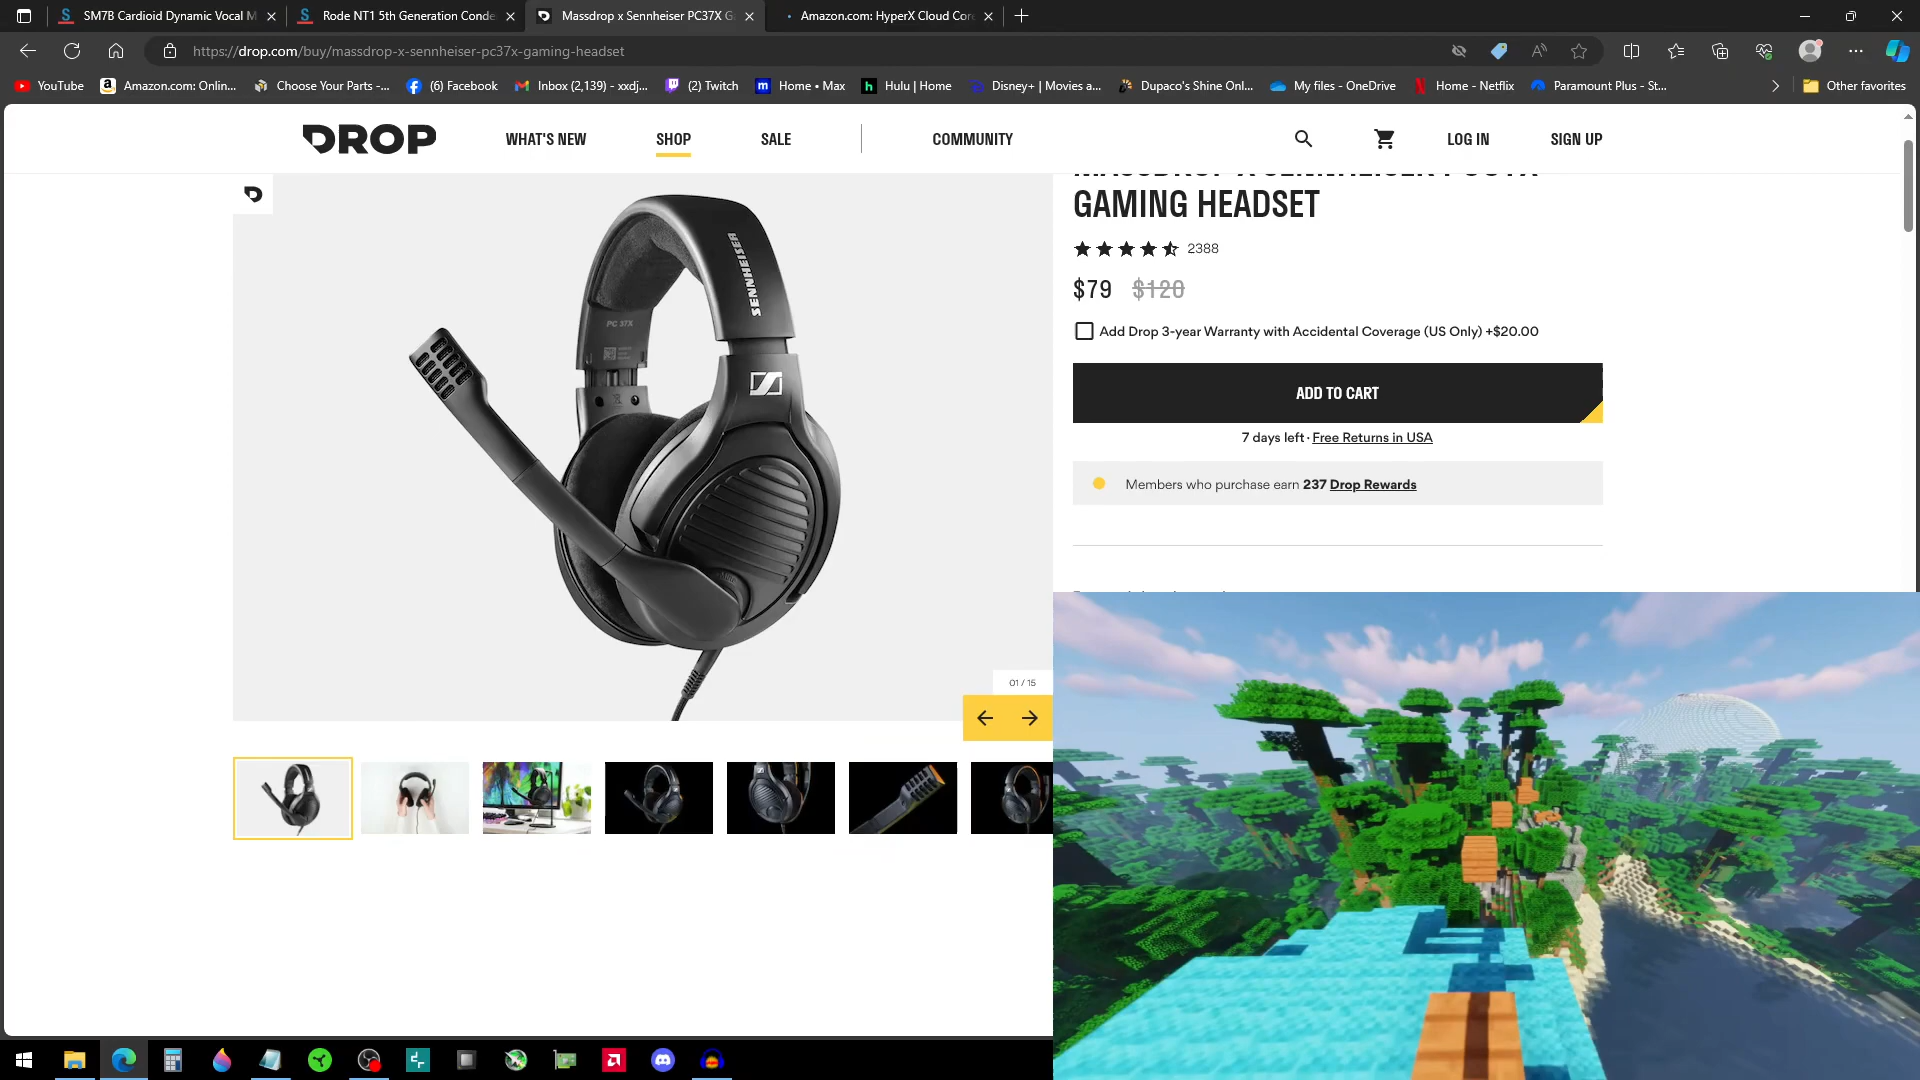 SM7B Cardioid Dynamic Vocal M
Rode NT1 5th Generation Conde
Massdrop x Sennheiser PC37X G
Amazon.com: HyperX Cloud Cor
https://drop.com/buy/massdrop-x-sennheiser-pc37x-gaming-headset
YouTube
Amazon.com: Onlin...
Choose Your Parts -...
(6) Facebook
Inbox (2,139) - xxdj...
(2) Twitch
Home • Max
Hulu | Home
Disney+ | Movies a...
Dupaco's Shine Onl...
My files - OneDrive
Home - Netflix
Paramount Plus - St...
Other favorites
DROP
WHAT'S NEW
SHOP
SALE
COMMUNITY
LOG IN
SIGN UP
MASSDROP X SENNHEISER PC37X
GAMING HEADSET
2388
$79 $120
Add Drop 3-year Warranty with Accidental Coverage (US Only) +$20.00
ADD TO CART
7 days left · Free Returns in USA
Members who purchase earn 237 Drop Rewards
SENNHEISER
PC 37X
01 / 15